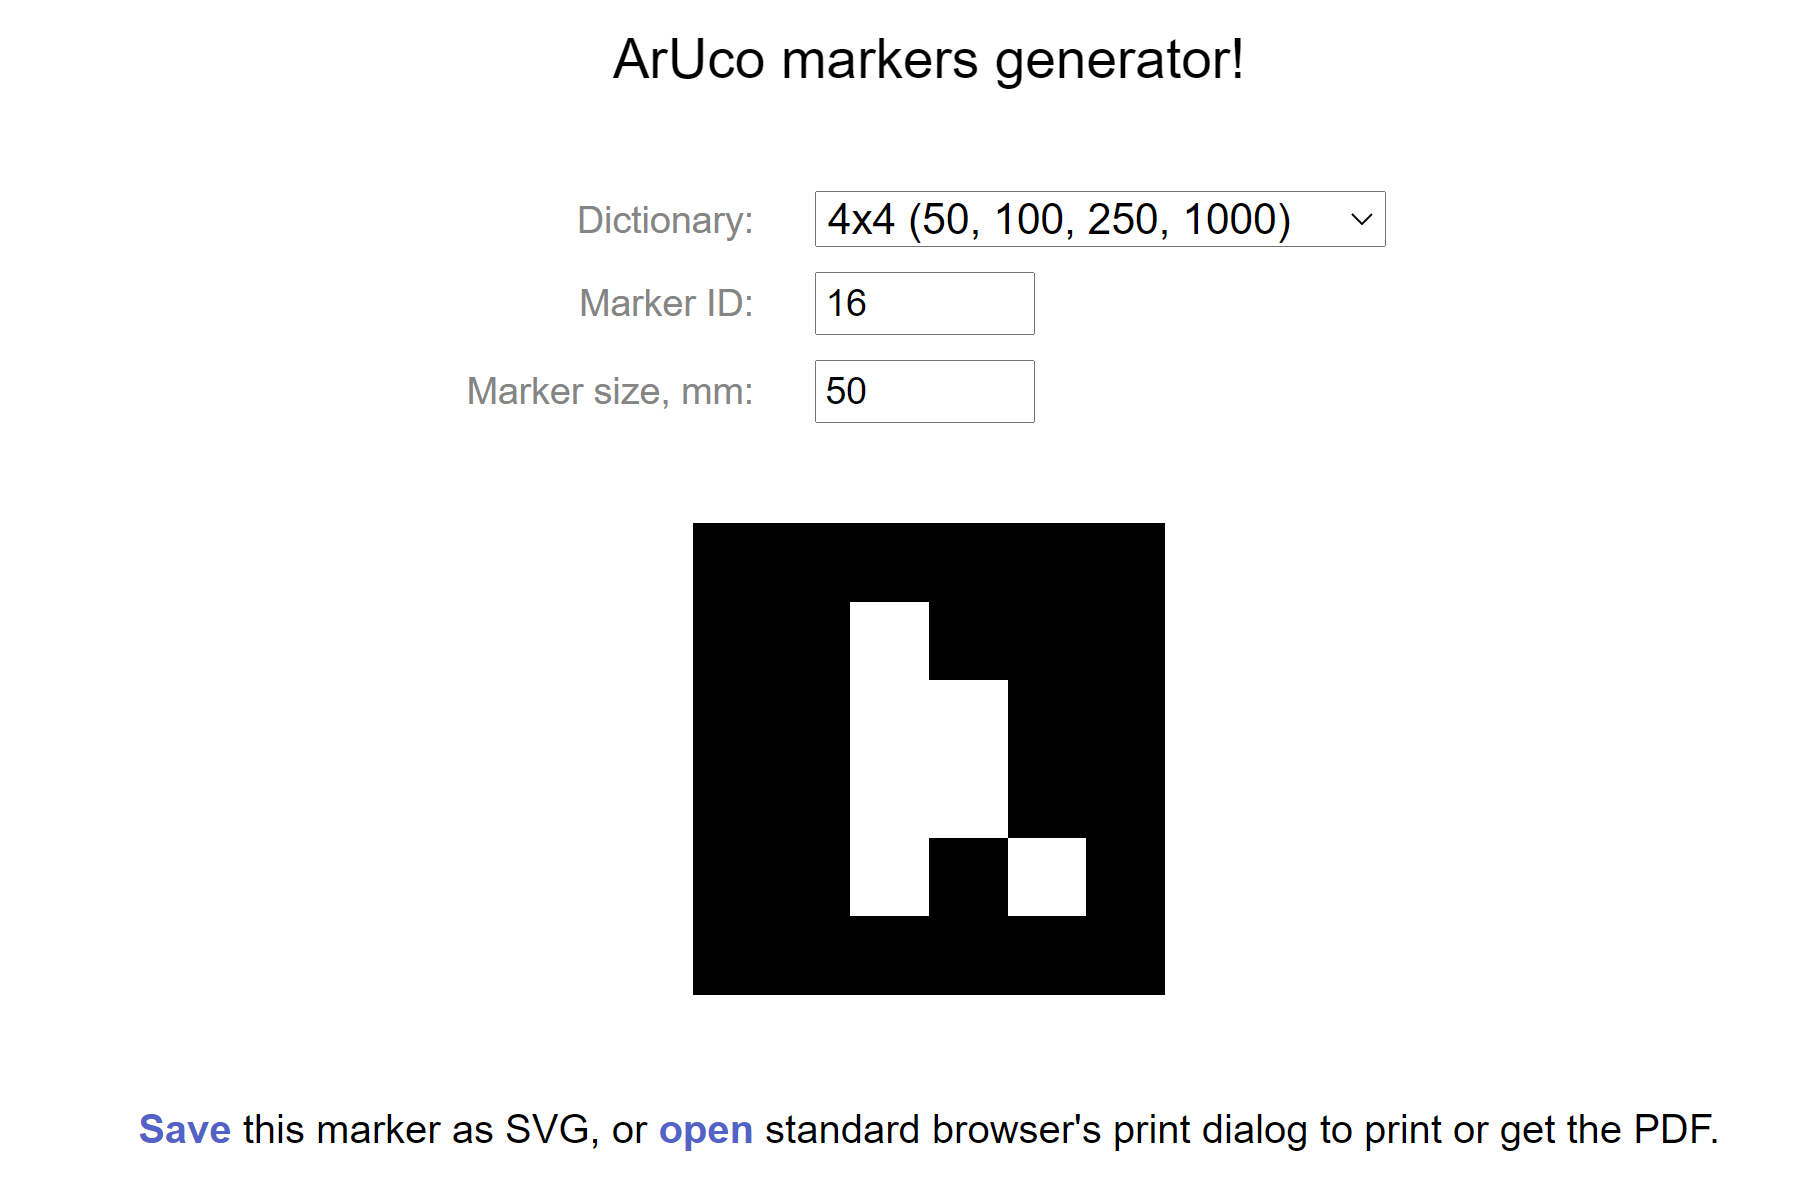 ArUco markers generator!
Dictionary: 4x4 (50, 100, 250, 1000)
Marker ID: 16
Marker size, mm: 50
Save this marker as SVG, or open standard browser's print dialog to print or get the PDF.